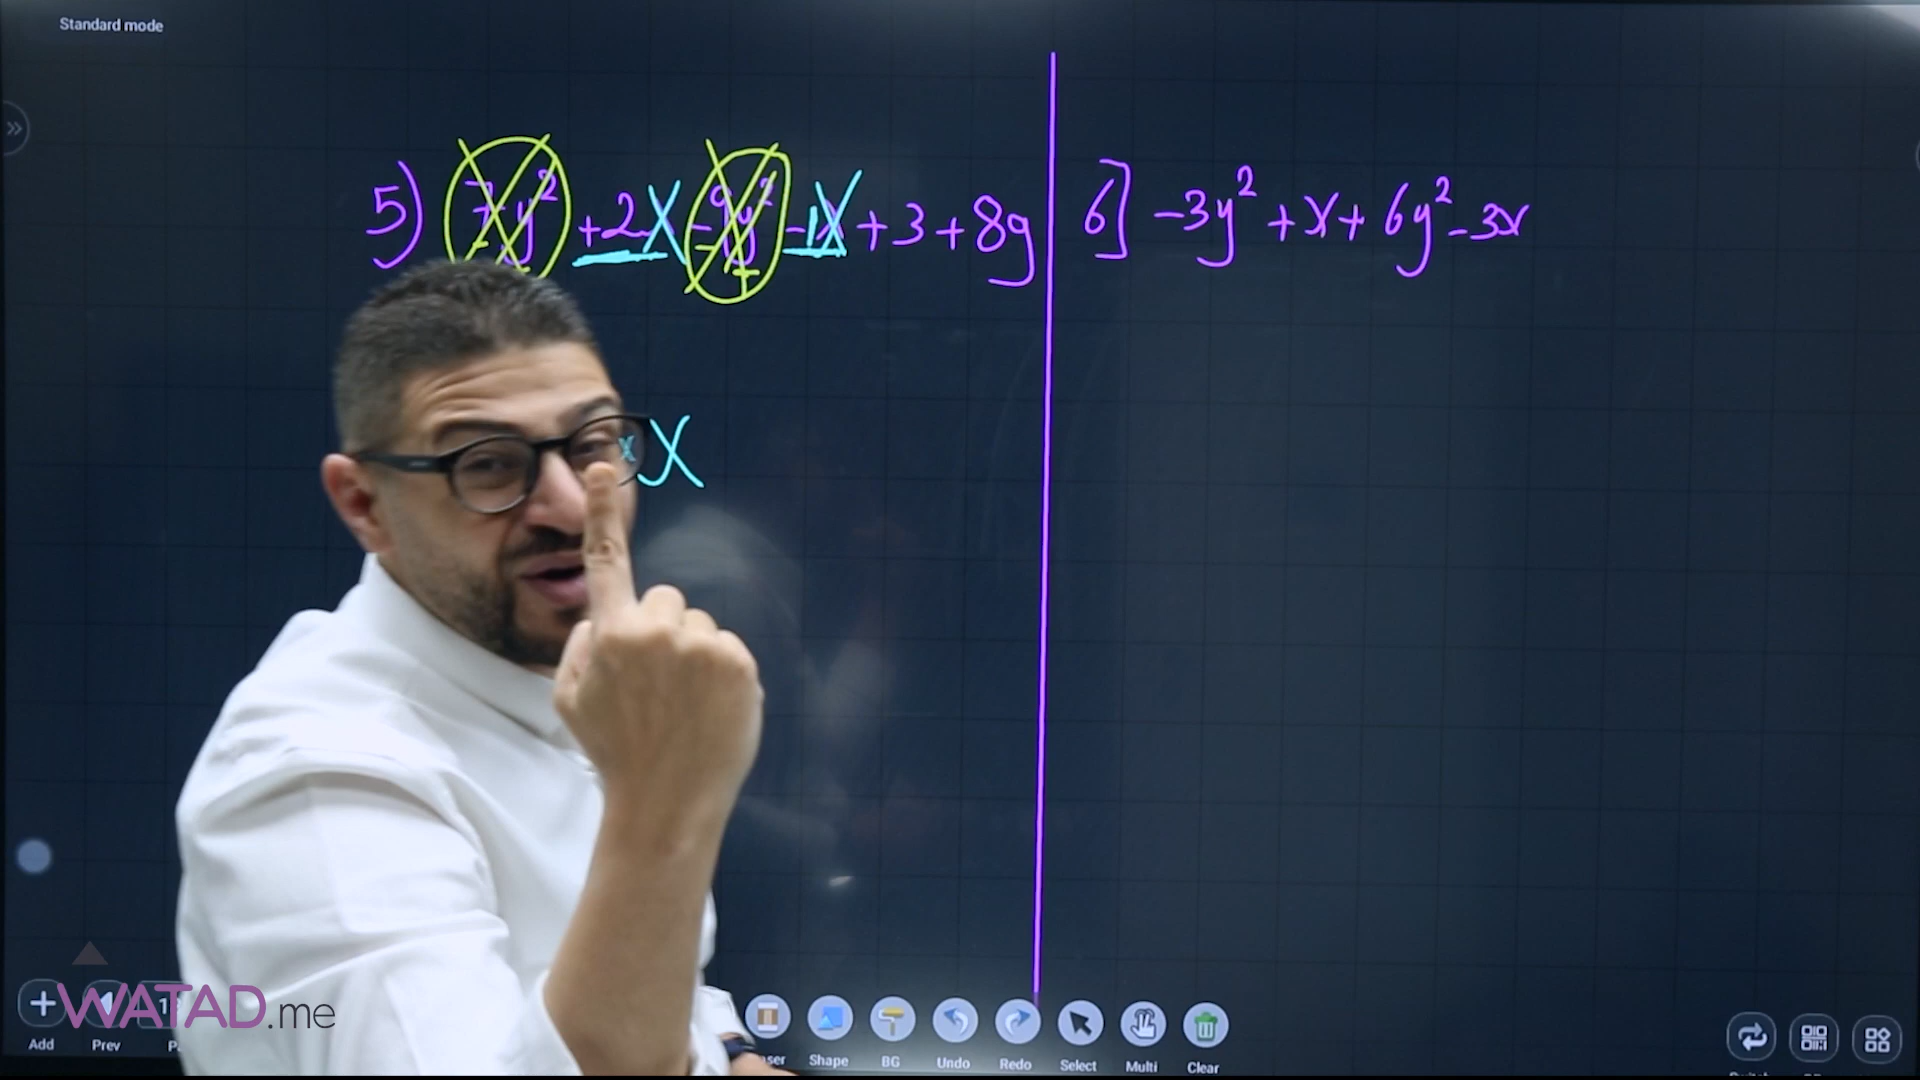 Standard mode
5) 7y² + 2x - 9y² - 1x + 3 + 8y
6] -3y² + x + 6y² - 3x
x
WATAD.me
Add Prev Shape BG Undo Redo Select Multi Clear